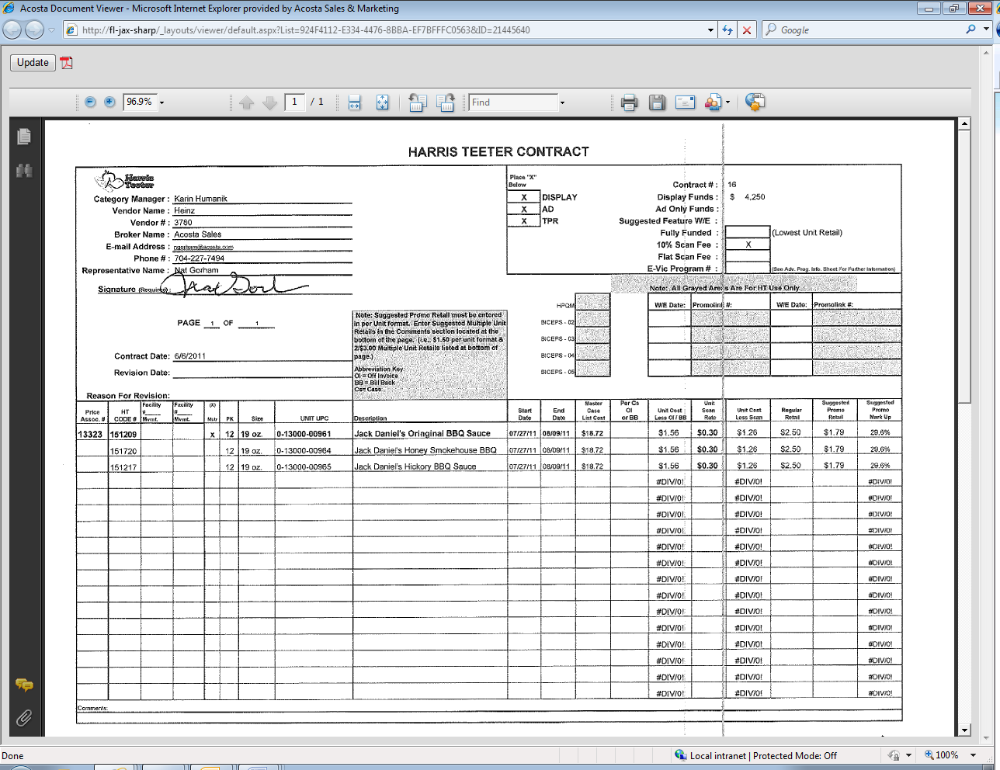 Acosta Document Viewer - Microsoft Internet Explorer provided by Acosta Sales & Marketing
http://fl-jax-sharp/_layouts/viewer/default.aspx?List=924F4112-E334-4476-8BBA-EF7BFFFC0563&ID=21445640
Google
Update
96.9%
1 / 1
Find
HARRIS TEETER CONTRACT
Harris Teeter
Category Manager : Karin Humanik
Vendor Name : Heinz
Vendor # : 3780
Broker Name : Acosta Sales
E-mail Address : ngorham@acosta.com
Phone # : 704-227-7494
Representative Name : Nat Gorham
Signature (Required) :
Place "X" Below
X DISPLAY
X AD
X TPR
Contract # : 16
Display Funds : $ 4,250
Ad Only Funds :
Suggested Feature W/E :
Fully Funded : (Lowest Unit Retail)
10% Scan Fee : X
Flat Scan Fee :
E-Vic Program # : (See Adv. Prog. Info. Sheet For Further Information)
Note: All Grayed Areas Are For HT Use Only
W/E Date: Promolink #: W/E Date: Promolink #:
HPQM
BICEPS - 02
BICEPS - 03
BICEPS - 04
BICEPS - 05
PAGE 1 OF 1
Note: Suggested Promo Retail must be entered
in per Unit format. Enter Suggested Multiple Unit
Retails in the Comments section located at the
bottom of the page. (i.e.: $1.50 per unit format &
2/$3.00 Multiple Unit Retails listed at bottom of
page.)
Abbreviation Key:
OI = Off Invoice
BB = Bill Back
Cs= Case
Contract Date: 6/6/2011
Revision Date:
Reason For Revision:
Price Assoc. # HT CODE # Facility #__ Mvmt. Facility #__ Mvmt. (X) Mstr PK Size UNIT UPC Description Start Date End Date Master Case List Cost Per Cs OI or BB Unit Cost Less OI / BB Unit Scan Rate Unit Cost Less Scan Regular Retail Suggested Promo Retail Suggested Promo Mark Up
13323 151209 X 12 19 oz. 0-13000-00961 Jack Daniel's Oringinal BBQ Sauce 07/27/11 08/09/11 $18.72 $1.56 $0.30 $1.26 $2.50 $1.79 29.6%
151720 12 19 oz. 0-13000-00964 Jack Daniel's Honey Smokehouse BBQ 07/27/11 08/09/11 $18.72 $1.56 $0.30 $1.26 $2.50 $1.79 29.6%
151217 12 19 oz. 0-13000-00965 Jack Daniel's Hickory BBQ Sauce 07/27/11 08/09/11 $18.72 $1.56 $0.30 $1.26 $2.50 $1.79 29.6%
#DIV/0! #DIV/0! #DIV/0!
#DIV/0! #DIV/0! #DIV/0!
#DIV/0! #DIV/0! #DIV/0!
#DIV/0! #DIV/0! #DIV/0!
#DIV/0! #DIV/0! #DIV/0!
#DIV/0! #DIV/0! #DIV/0!
#DIV/0! #DIV/0! #DIV/0!
#DIV/0! #DIV/0! #DIV/0!
#DIV/0! #DIV/0! #DIV/0!
#DIV/0! #DIV/0! #DIV/0!
#DIV/0! #DIV/0! #DIV/0!
#DIV/0! #DIV/0! #DIV/0!
#DIV/0! #DIV/0! #DIV/0!
#DIV/0! #DIV/0! #DIV/0!
Comments:
Done
Local intranet | Protected Mode: Off
100%